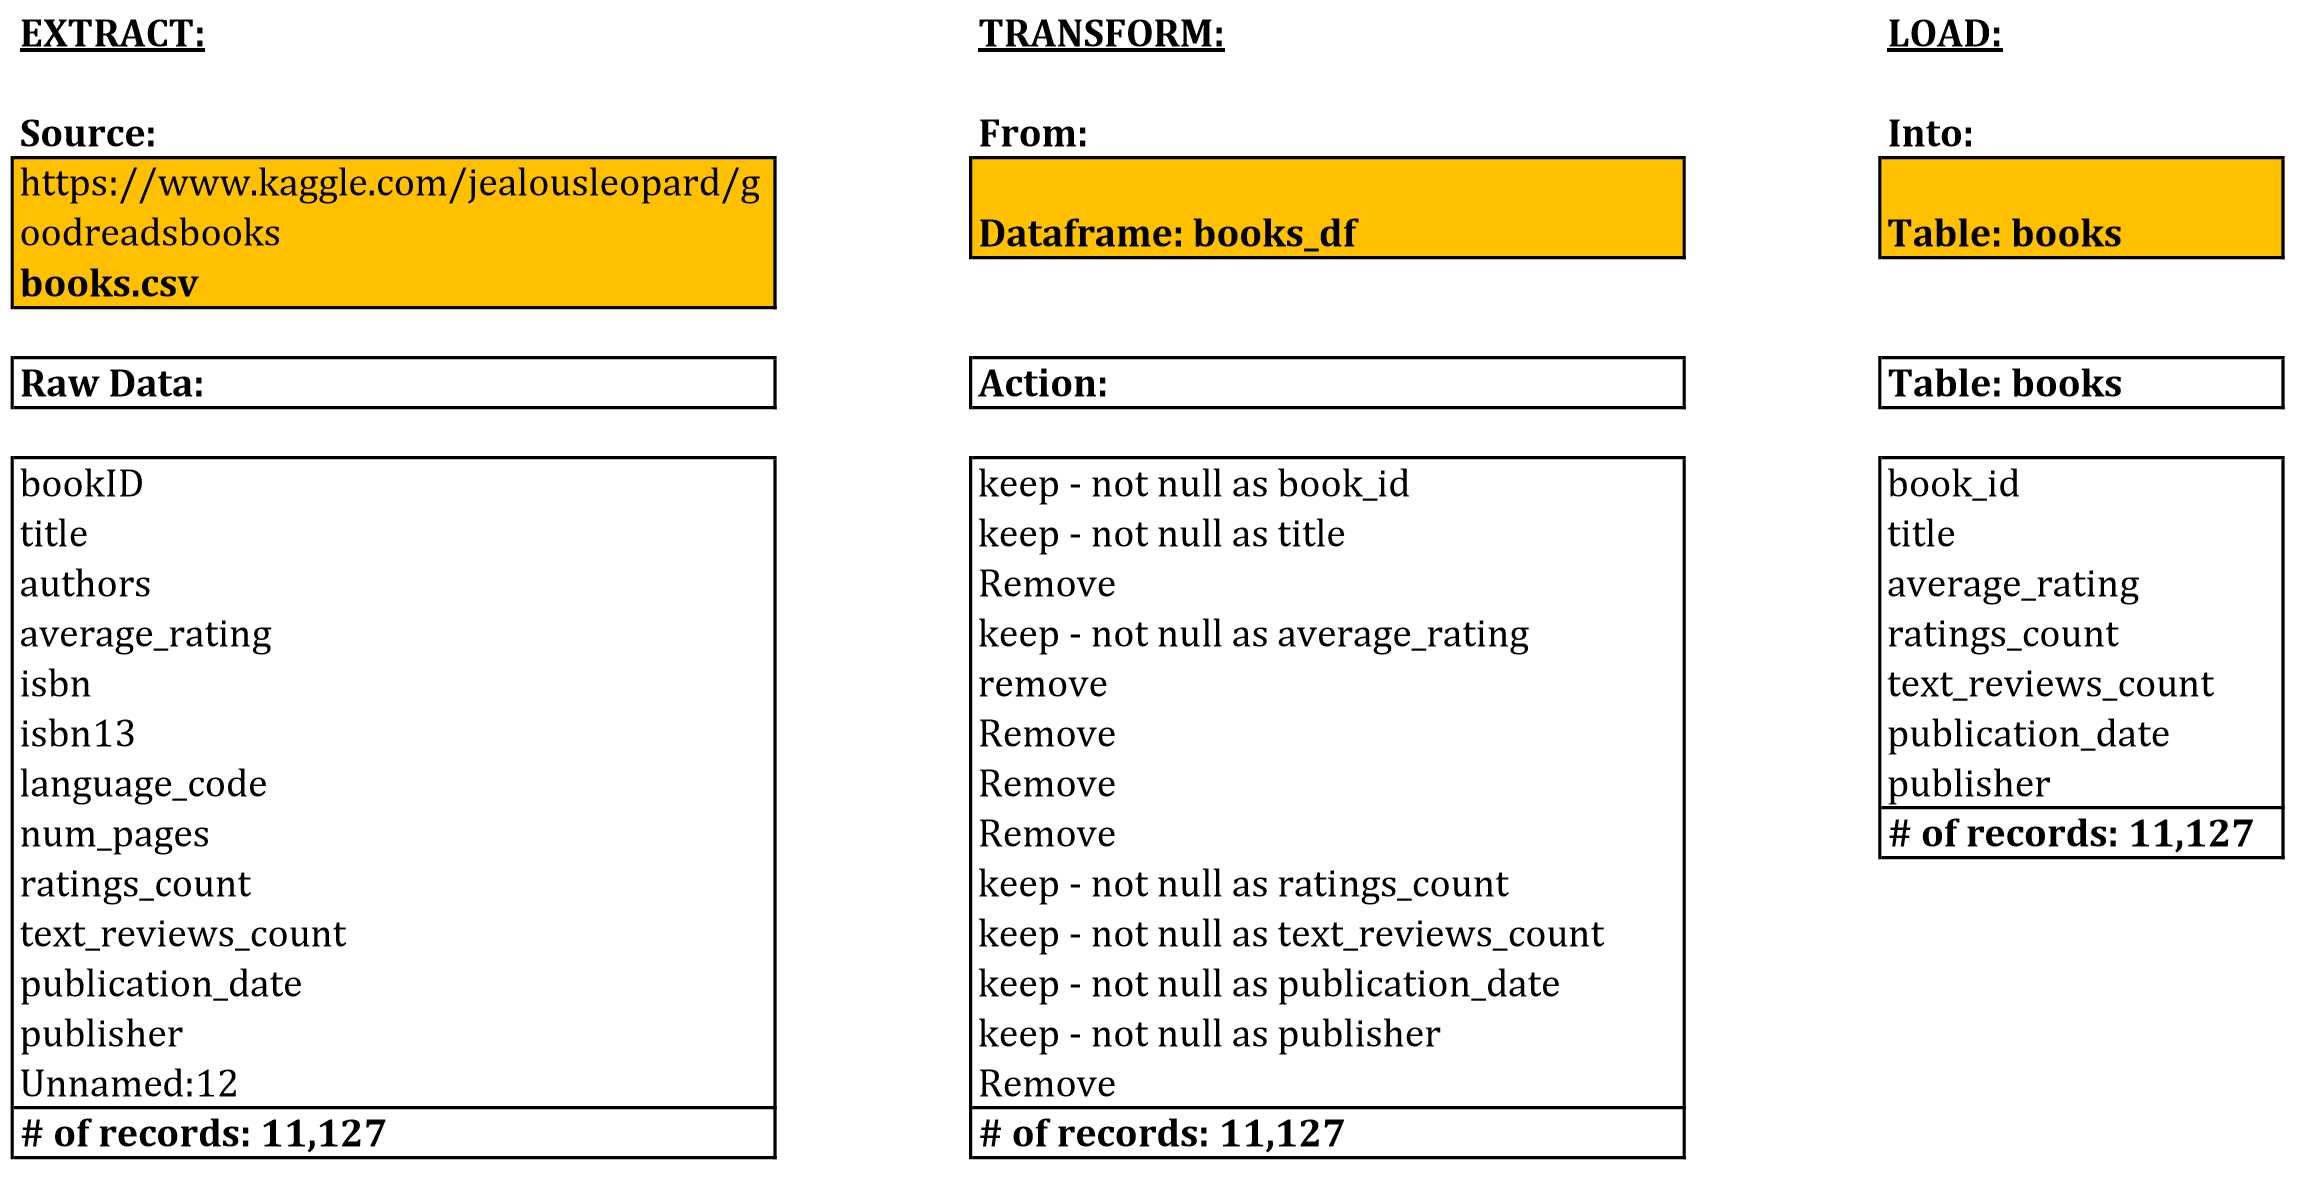 EXTRACT:
Source:
https://www.kaggle.com/jealousleopard/g
oodreadsbooks
books.csv
Raw Data:
bookID
title
authors
average_rating
isbn
isbn13
language_code
num_pages
ratings_count
text_reviews_count
publication_date
publisher
Unnamed:12
# of records: 11,127
TRANSFORM:
From:
Dataframe: books_df
Action:
keep - not null as book_id
keep - not null as title
Remove
keep - not null as average_rating
remove
Remove
Remove
Remove
keep - not null as ratings_count
keep - not null as text_reviews_count
keep - not null as publication_date
keep - not null as publisher
Remove
# of records: 11,127
LOAD:
Into:
Table: books
Table: books
book_id
title
average_rating
ratings_count
text_reviews_count
publication_date
publisher
# of records: 11,127